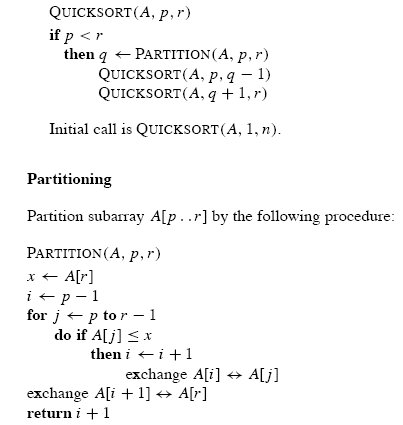 QUICKSORT(A, p, r)
if p < r
then q ← PARTITION(A, p, r)
QUICKSORT(A, p, q − 1)
QUICKSORT(A, q + 1, r)
Initial call is QUICKSORT(A, 1, n).
Partitioning
Partition subarray A[p . . r] by the following procedure:
PARTITION(A, p, r)
x ← A[r]
i ← p − 1
for j ← p to r − 1
do if A[j] ≤ x
then i ← i + 1
exchange A[i] ↔ A[j]
exchange A[i + 1] ↔ A[r]
return i + 1